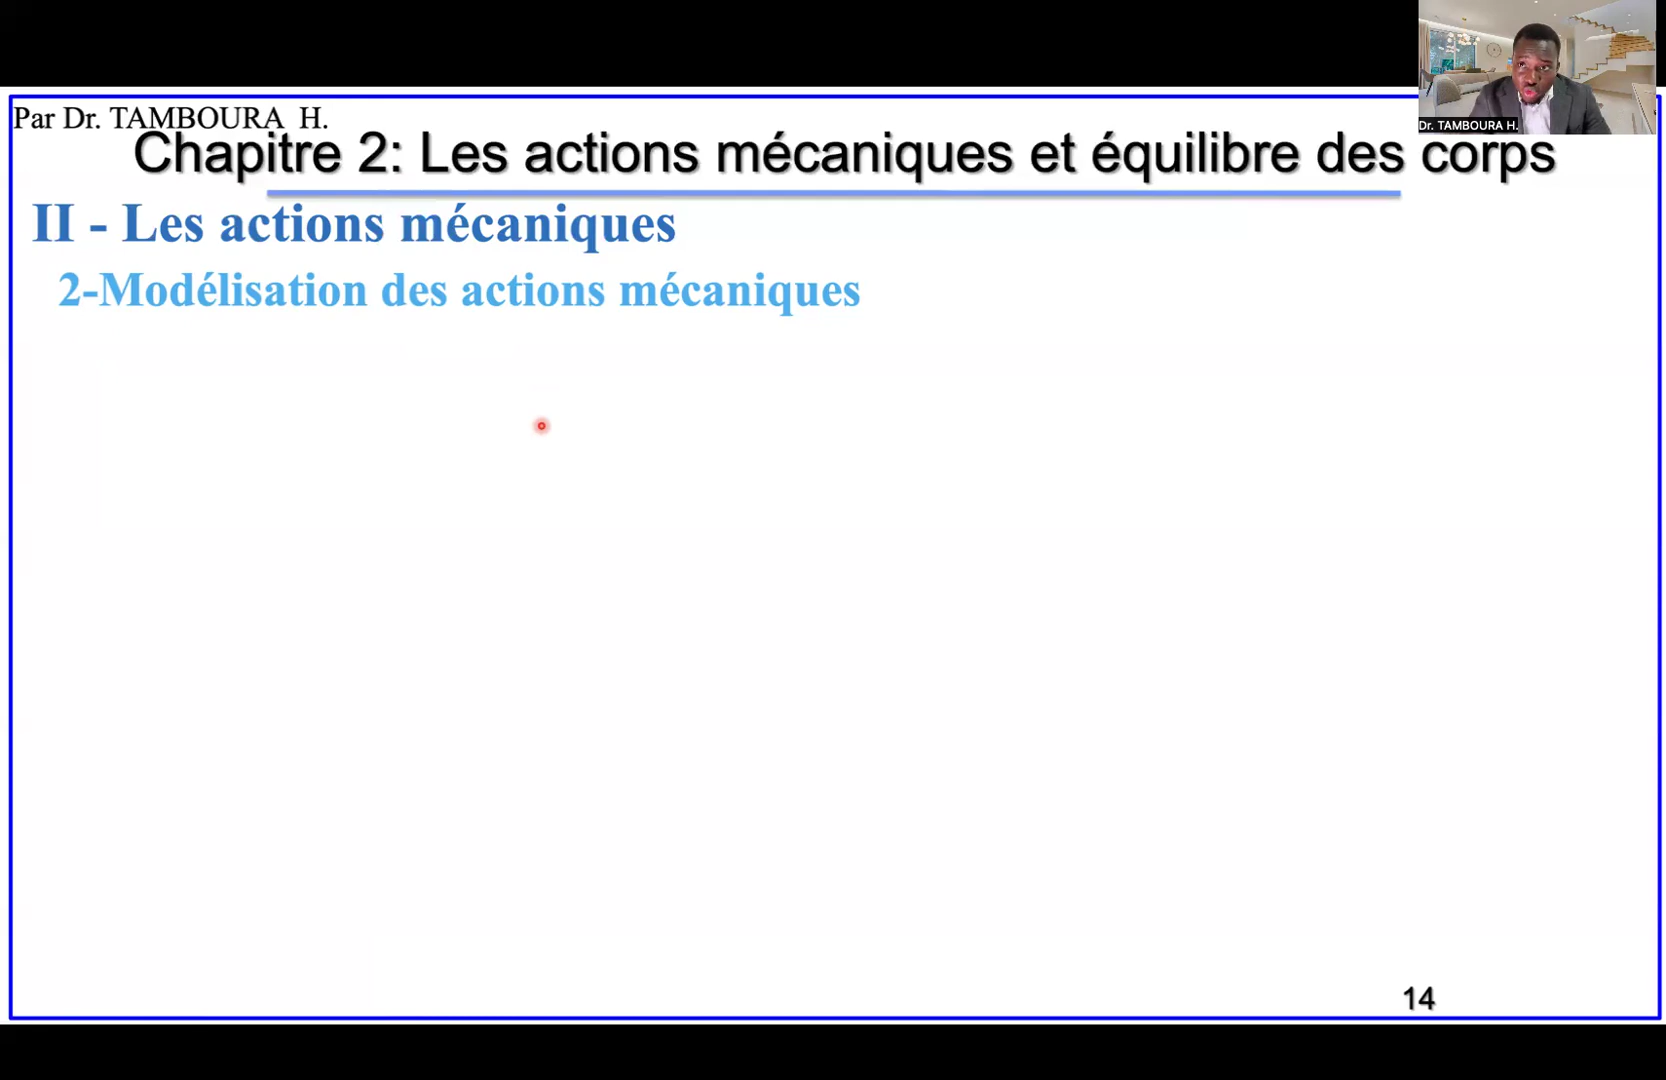 Par Dr. TAMBOURA H.
Dr. TAMBOURA H.
Chapitre 2: Les actions mécaniques et équilibre des corps
II - Les actions mécaniques
2-Modélisation des actions mécaniques
14